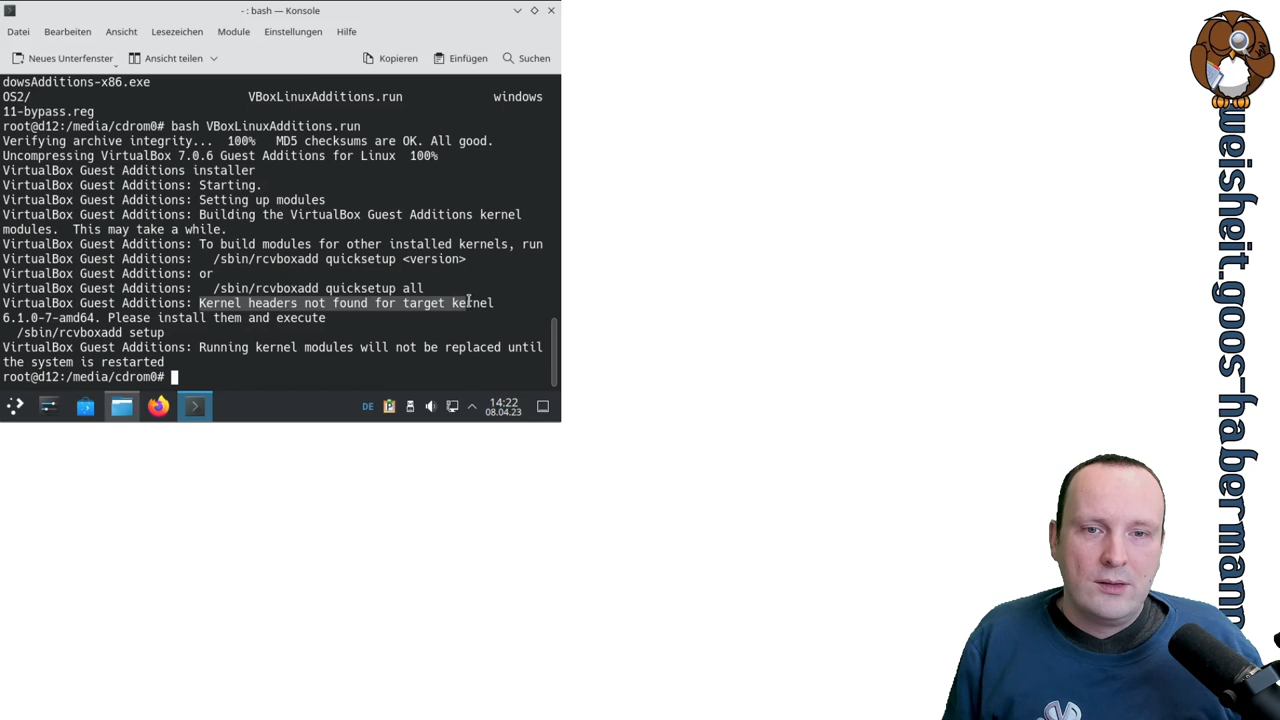 - : bash — Konsole
Datei Bearbeiten Ansicht Lesezeichen Module Einstellungen Hilfe
Neues Unterfenster Ansicht teilen Kopieren Einfügen Suchen
dowsAdditions-x86.exe
OS2/ VBoxLinuxAdditions.run windows
11-bypass.reg
root@d12:/media/cdrom0# bash VBoxLinuxAdditions.run
Verifying archive integrity... 100% MD5 checksums are OK. All good.
Uncompressing VirtualBox 7.0.6 Guest Additions for Linux 100%
VirtualBox Guest Additions installer
VirtualBox Guest Additions: Starting.
VirtualBox Guest Additions: Setting up modules
VirtualBox Guest Additions: Building the VirtualBox Guest Additions kernel
modules. This may take a while.
VirtualBox Guest Additions: To build modules for other installed kernels, run
VirtualBox Guest Additions: /sbin/rcvboxadd quicksetup <version>
VirtualBox Guest Additions: or
VirtualBox Guest Additions: /sbin/rcvboxadd quicksetup all
VirtualBox Guest Additions: Kernel headers not found for target kernel
6.1.0-7-amd64. Please install them and execute
/sbin/rcvboxadd setup
VirtualBox Guest Additions: Running kernel modules will not be replaced until
the system is restarted
root@d12:/media/cdrom0#
DE 14:22
08.04.23
weisheit.goos-habermann